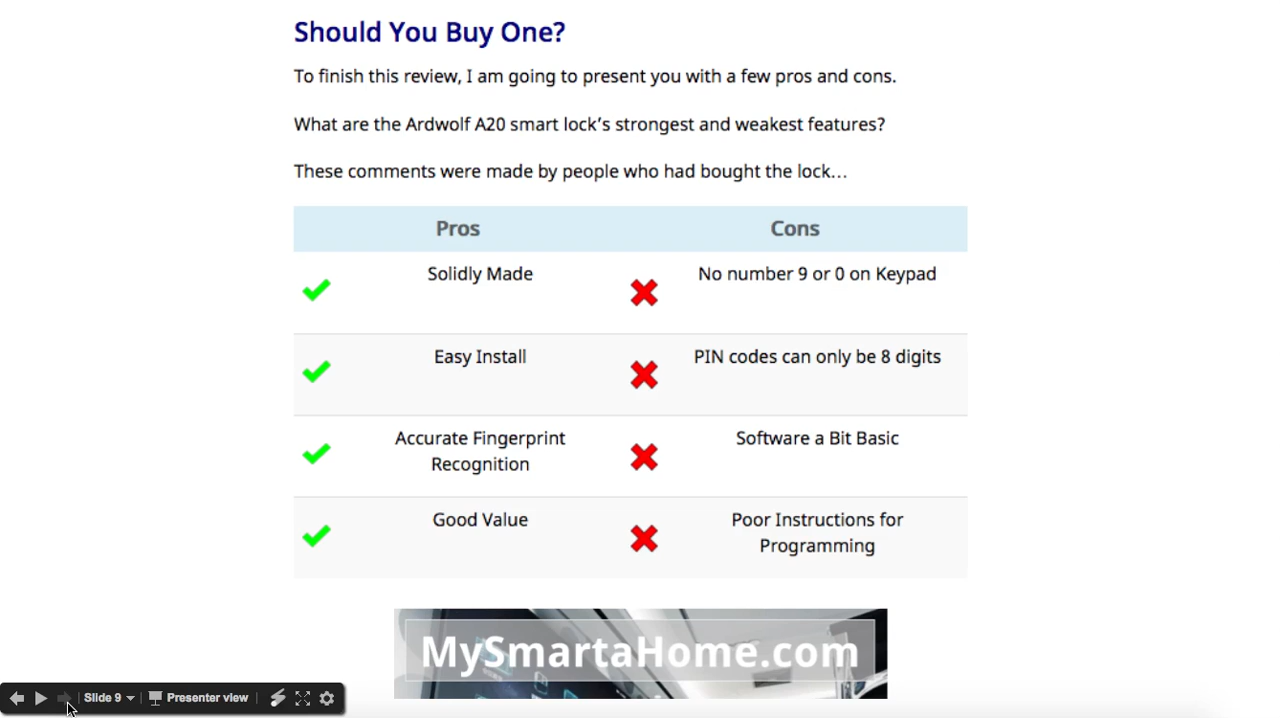 Should You Buy One?
To finish this review, I am going to present you with a few pros and cons.
What are the Ardwolf A20 smart lock's strongest and weakest features?
These comments were made by people who had bought the lock...
Pros Cons
Solidly Made No number 9 or 0 on Keypad
Easy Install PIN codes can only be 8 digits
Accurate Fingerprint Software a Bit Basic
Recognition
Good Value Poor Instructions for
Programming
MySmartaHome.com
Slide 9 Presenter view